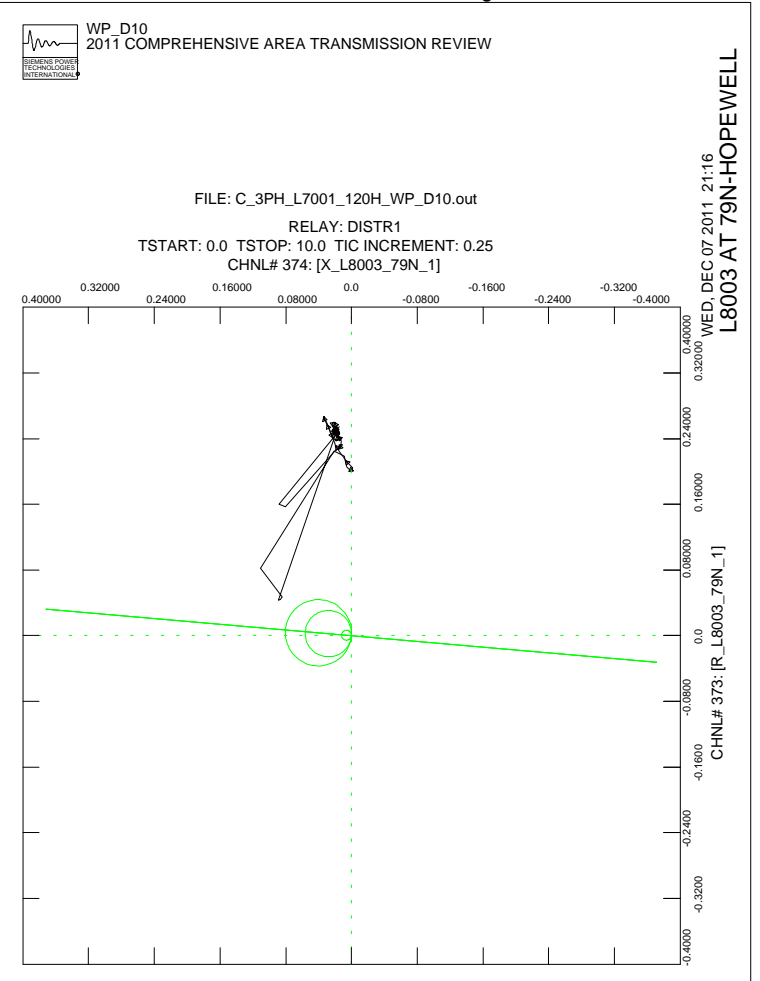 WP_D10
2011 COMPREHENSIVE AREA TRANSMISSION REVIEW
SIEMENS POWER
TECHNOLOGIES
INTERNATIONAL
FILE: C_3PH_L7001_120H_WP_D10.out
RELAY: DISTR1
TSTART: 0.0 TSTOP: 10.0 TIC INCREMENT: 0.25
CHNL# 374: [X_L8003_79N_1]
0.40000 0.32000 0.24000 0.16000 0.08000 0.0 -0.0800 -0.1600 -0.2400 -0.3200 -0.4000
WED, DEC 07 2011 21:16
L8003 AT 79N-HOPEWELL
CHNL# 373: [R_L8003_79N_1]
0.40000
0.32000
0.24000
0.16000
0.08000
0.0
-0.0800
-0.1600
-0.2400
-0.3200
-0.4000